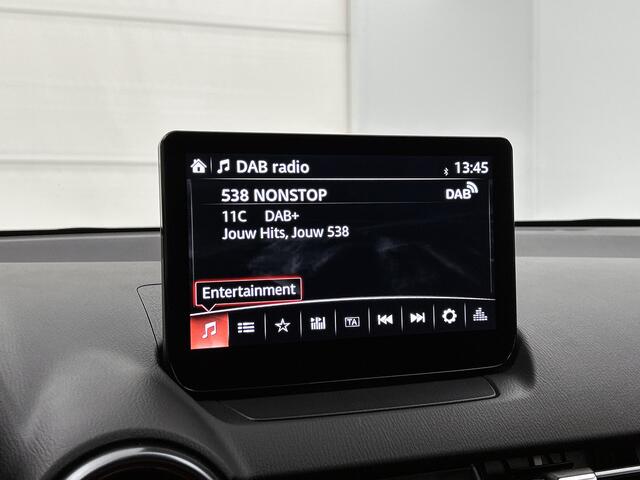 DAB radio 13:45
538 NONSTOP DAB
11C DAB+
Jouw Hits, Jouw 538
Entertainment
TA